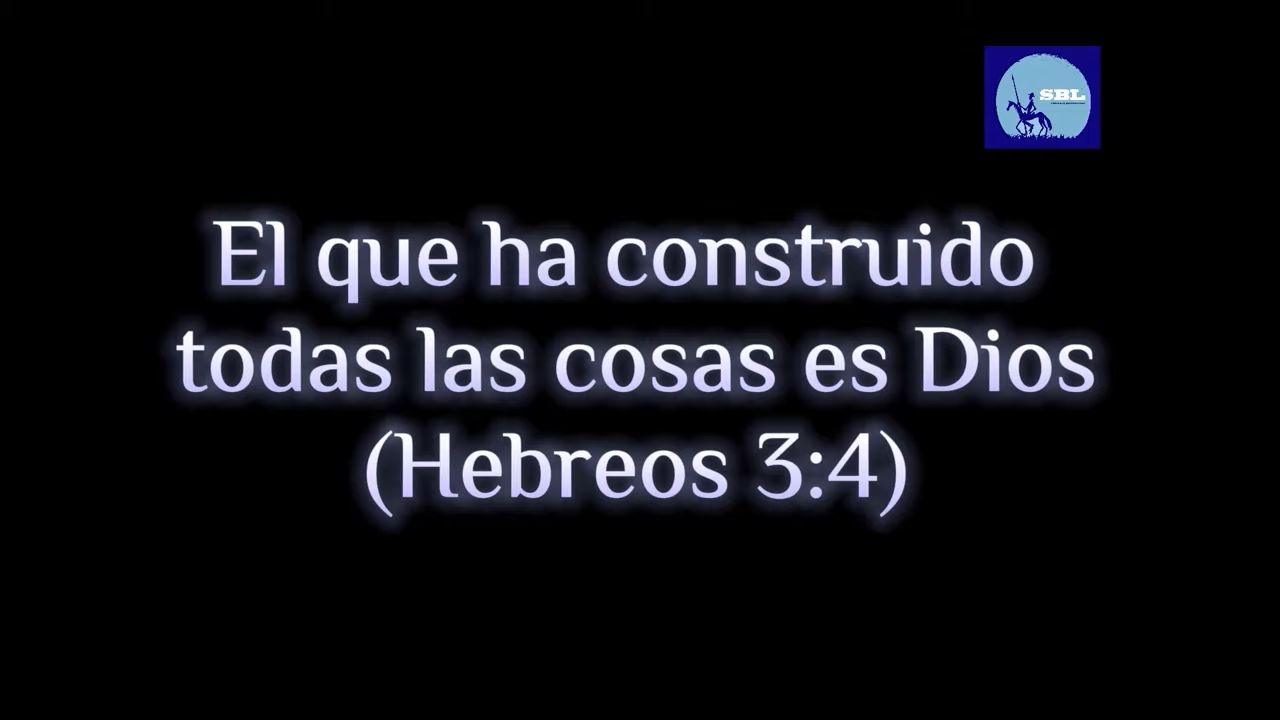 SBL
El que ha construido
todas las cosas es Dios
(Hebreos 3:4)